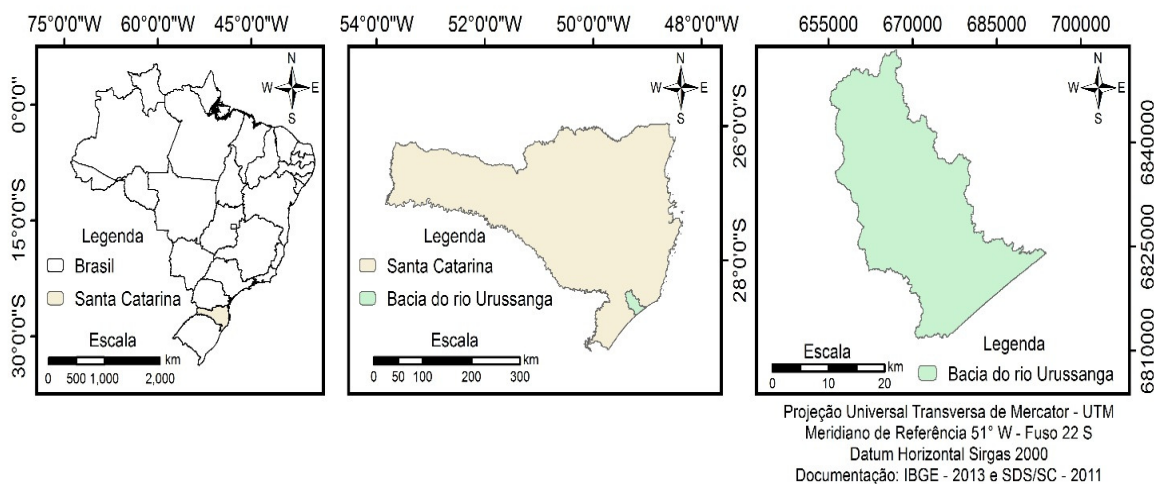 75°0'0"W 60°0'0"W 45°0'0"W
0°0'0"
15°0'0"S
30°0'0"S
N
W E
S
Legenda
Brasil
Santa Catarina
Escala
km
0 500 1,000 2,000
54°0'0"W 52°0'0"W 50°0'0"W 48°0'0"W
26°0'0"S
28°0'0"S
N
W E
S
Legenda
Santa Catarina
Bacia do rio Urussanga
Escala
km
0 50 100 200 300
655000 670000 685000 700000
6840000
6825000
6810000
N
W E
S
Escala
km
0 10 20
Legenda
Bacia do rio Urussanga
Projeção Universal Transversa de Mercator - UTM
Meridiano de Referência 51° W - Fuso 22 S
Datum Horizontal Sirgas 2000
Documentação: IBGE - 2013 e SDS/SC - 2011